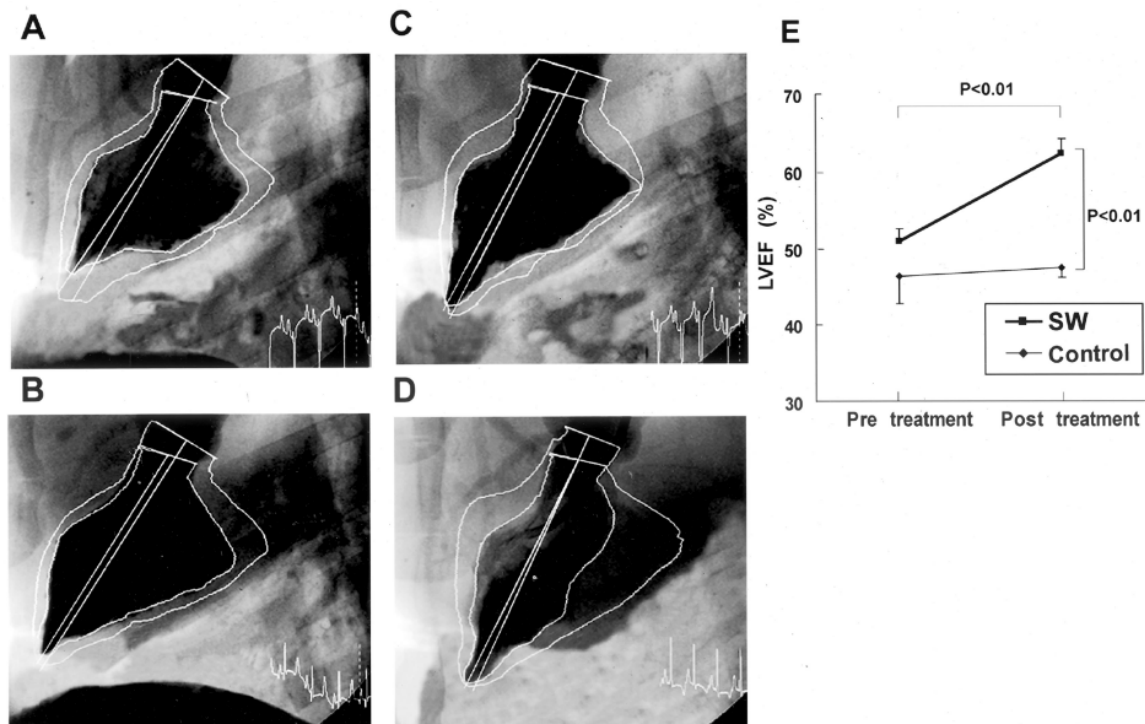 A
C
E
P<0.01
70
60
50
40
30
LVEF (%)
P<0.01
SW
Control
Pre treatment
Post treatment
B
D